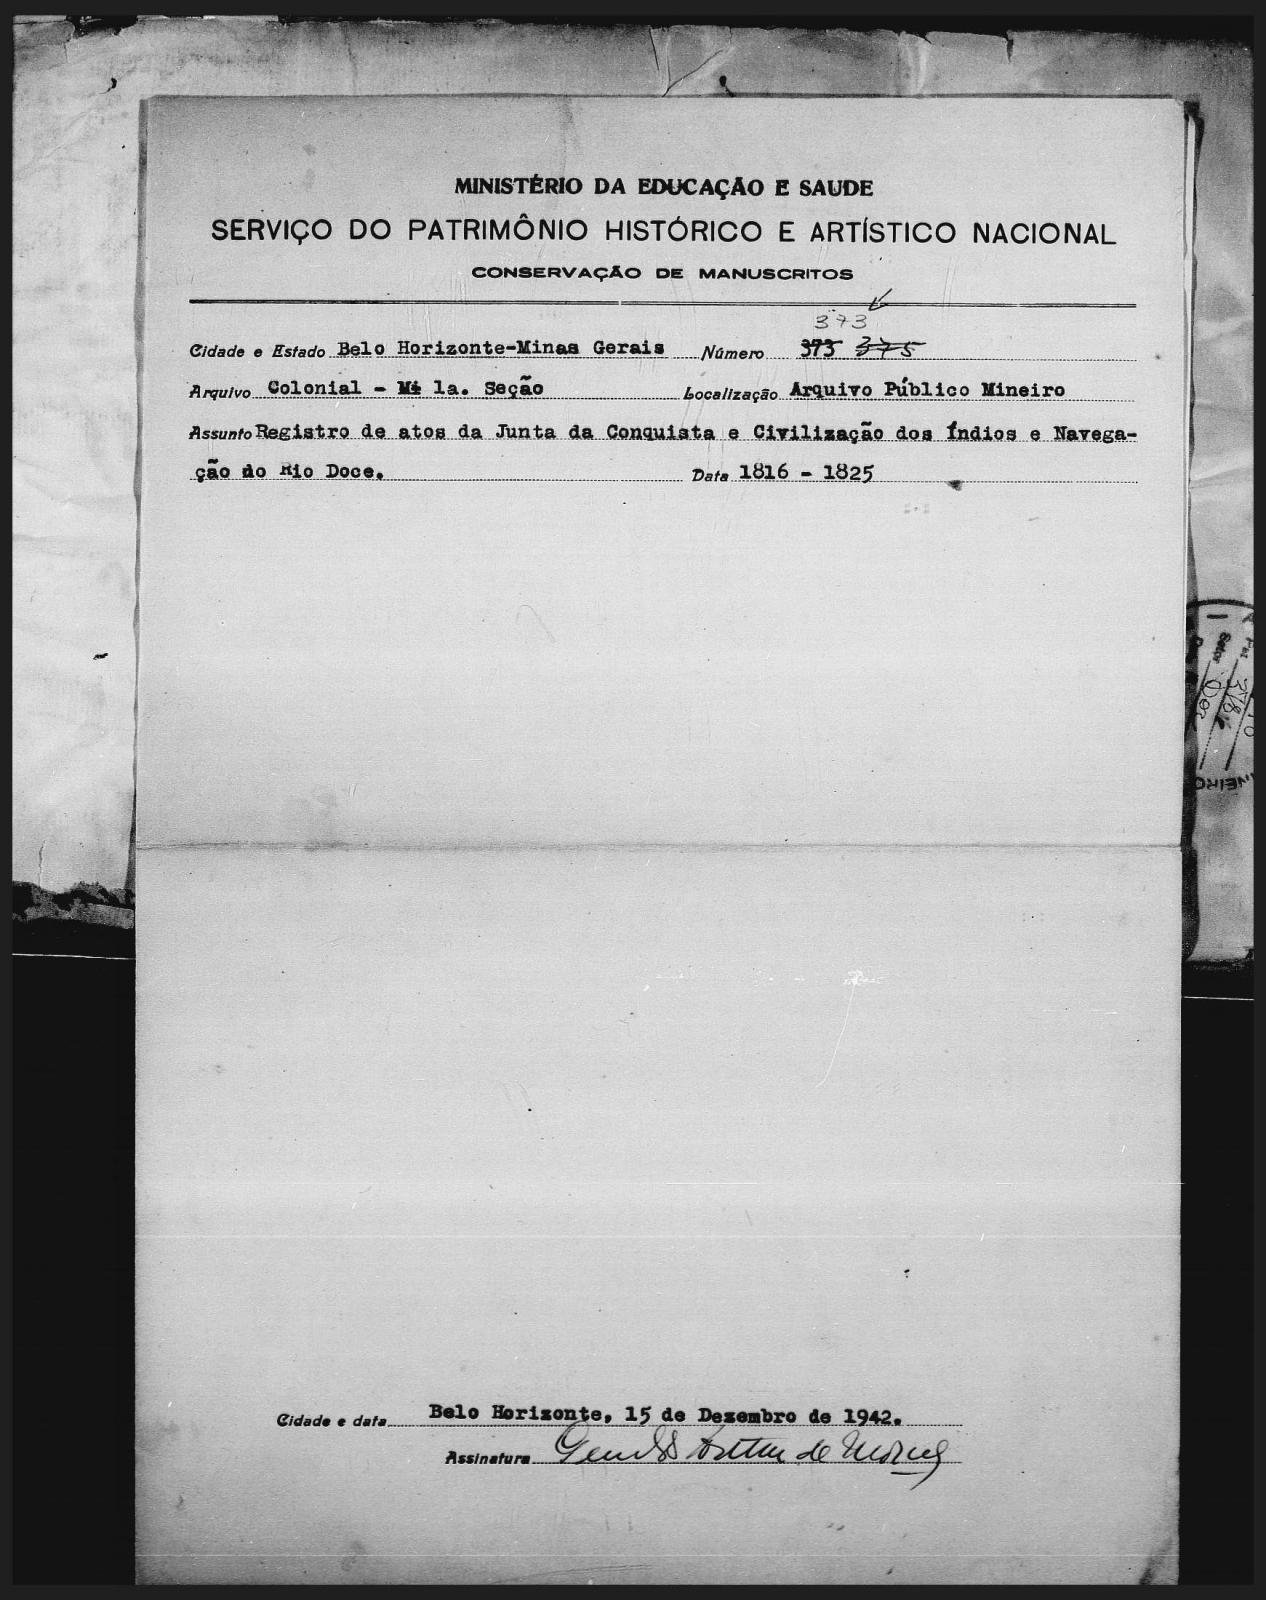 MINISTÉRIO DA EDUCAÇÃO E SAUDE
SERVIÇO DO PATRIMÔNIO HISTÓRICO E ARTÍSTICO NACIONAL
CONSERVAÇÃO DE MANUSCRITOS
373
Cidade e Estado Belo Horizonte-Minas Gerais Número 373 375
Arquivo Colonial - 1a. Seção Localização Arquivo Público Mineiro
Assunto Registro de atos da Junta da Conquista e Civilização dos Índios e Navega-
ção do Rio Doce. Data 1816 - 1825
Cidade e data Belo Horizonte, 15 de Dezembro de 1942.
Assinatura de